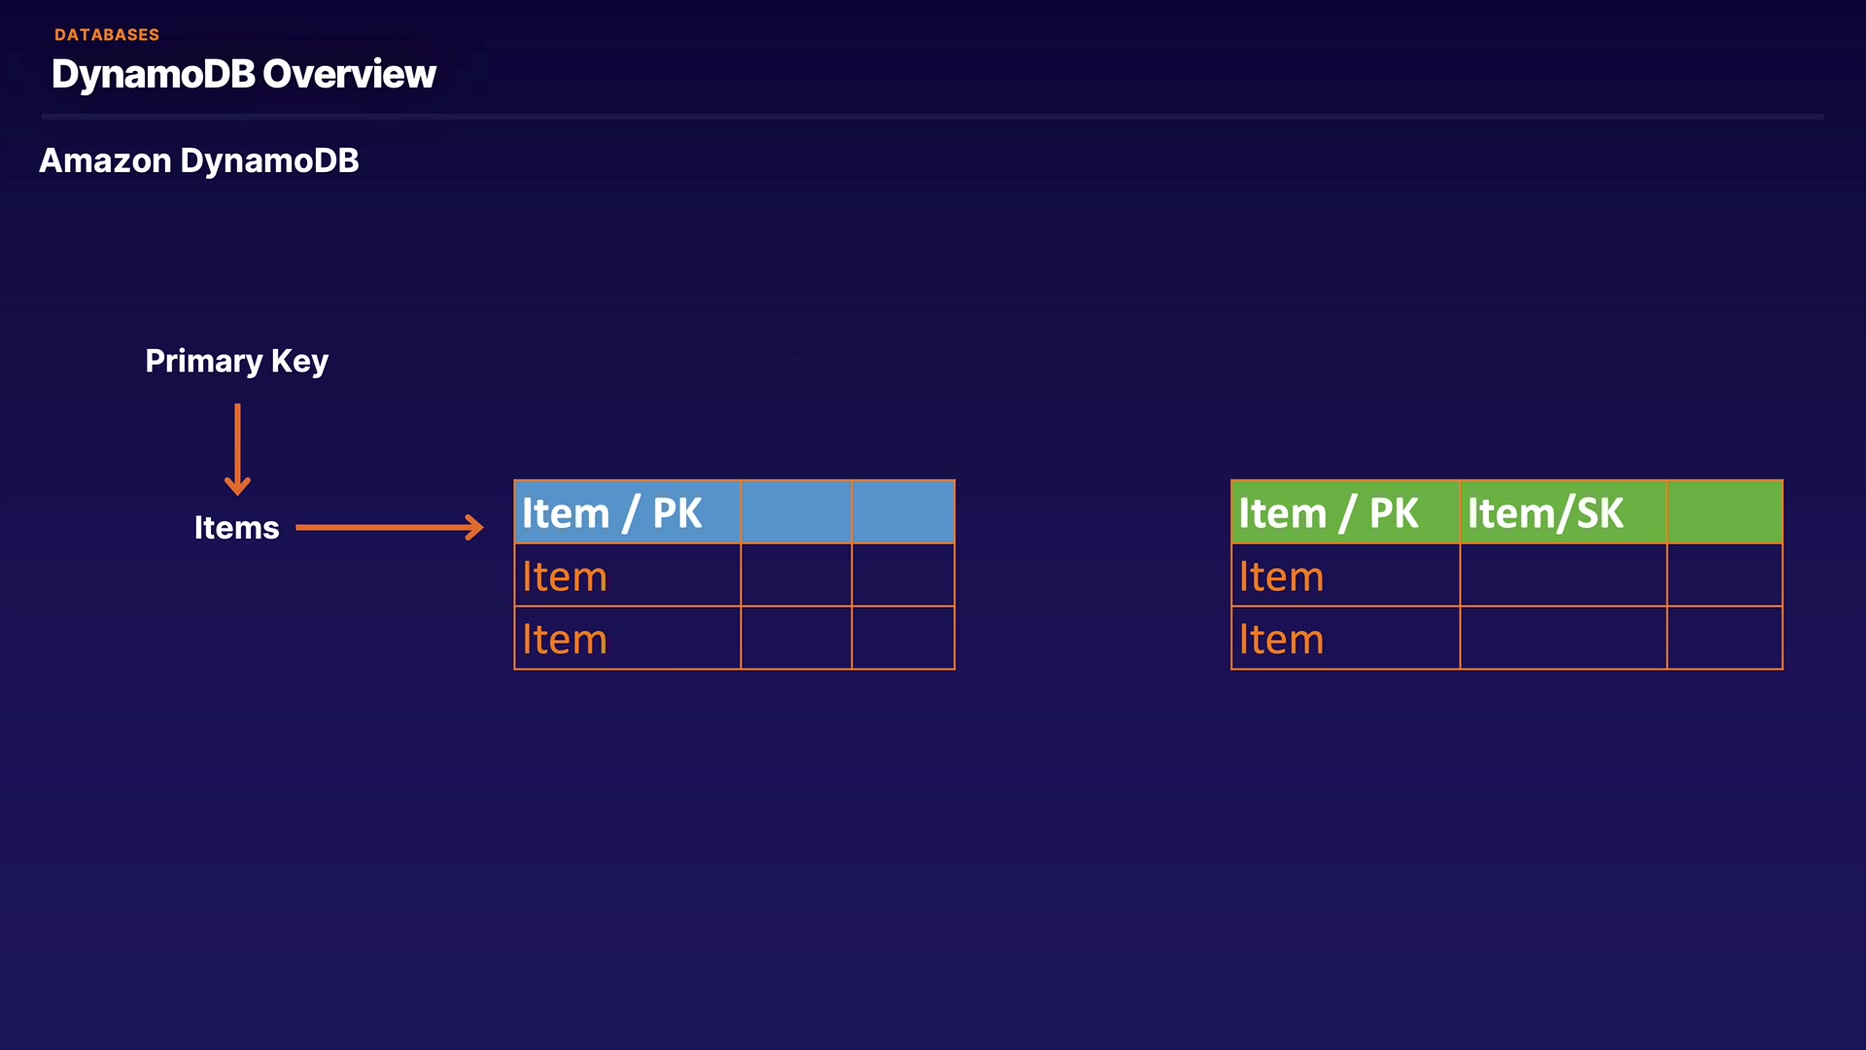 DATABASES
DynamoDB Overview
Amazon DynamoDB
Primary Key
Items
Item / PK
Item
Item
Item / PK Item/SK
Item
Item